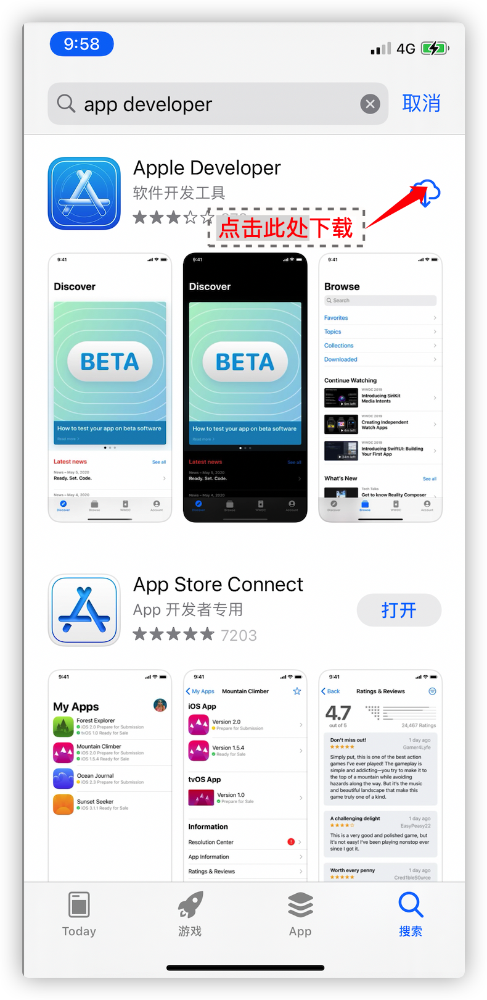 9:58
4G
app developer
取消
Apple Developer
软件开发工具
点击此处下载
9:41
Discover
BETA
How to test your app on beta software
Read more
Latest news
See all
News – May 5, 2020
Ready. Set. Code.
News – May 4, 2020
Discover
Browse
WWDC
Account
9:41
Discover
BETA
How to test your app on beta software
Read more
Latest news
See all
News – May 5, 2020
Ready. Set. Code.
News – May 4, 2020
Discover
Browse
WWDC
Account
9:41
Browse
Search
Favorites
Topics
Collections
Downloaded
Continue Watching
WWDC 2019
Introducing SiriKit
Media Intents
9m left
WWDC 2019
Creating Independent
Watch Apps
4m left
WWDC 2019
Introducing SwiftUI: Building
Your First App
34m left
What's New
See all
Tech Talks
Get to know Reality Composer
Discover
Browse
WWDC
Account
App Store Connect
App 开发者专用
7203
打开
9:41
My Apps
Forest Explorer
iOS 2.0 Prepare for Submission
tvOS 1.0 Ready for Sale
Mountain Climber
iOS 2.0 Prepare for Submission
iOS 1.5.4 Ready for Sale
Ocean Journal
iOS 2.3 Prepare for Submission
Sunset Seeker
iOS 3.1.1 Ready for Sale
9:41
My Apps
Mountain Climber
iOS App
Version 2.0
Prepare for Submission
Version 1.5.4
Ready for Sale
tvOS App
Version 1.0
Prepare for Sale
Information
Resolution Center
App Information
Ratings & Reviews
9:41
Back
Ratings & Reviews
4.7
out of 5
24,467 Ratings
Don't miss out!
1 day ago
Gamer4Lyfe
Simply put, this is one of the best action
games I've ever played! The gameplay is
simple and addicting—you try to make it to
the top of a mountain while avoiding
hazards along the way. But it's the music
and beautiful landscape that make this
game truly one of a kind.
A challenging delight
1 day ago
EasyPeasy22
This is a very good and polished game, but
it's not easy! I've been playing nonstop ever
since I got it.
Worth every penny
1 day ago
Cred1bleS0urce
Today
游戏
App
搜索